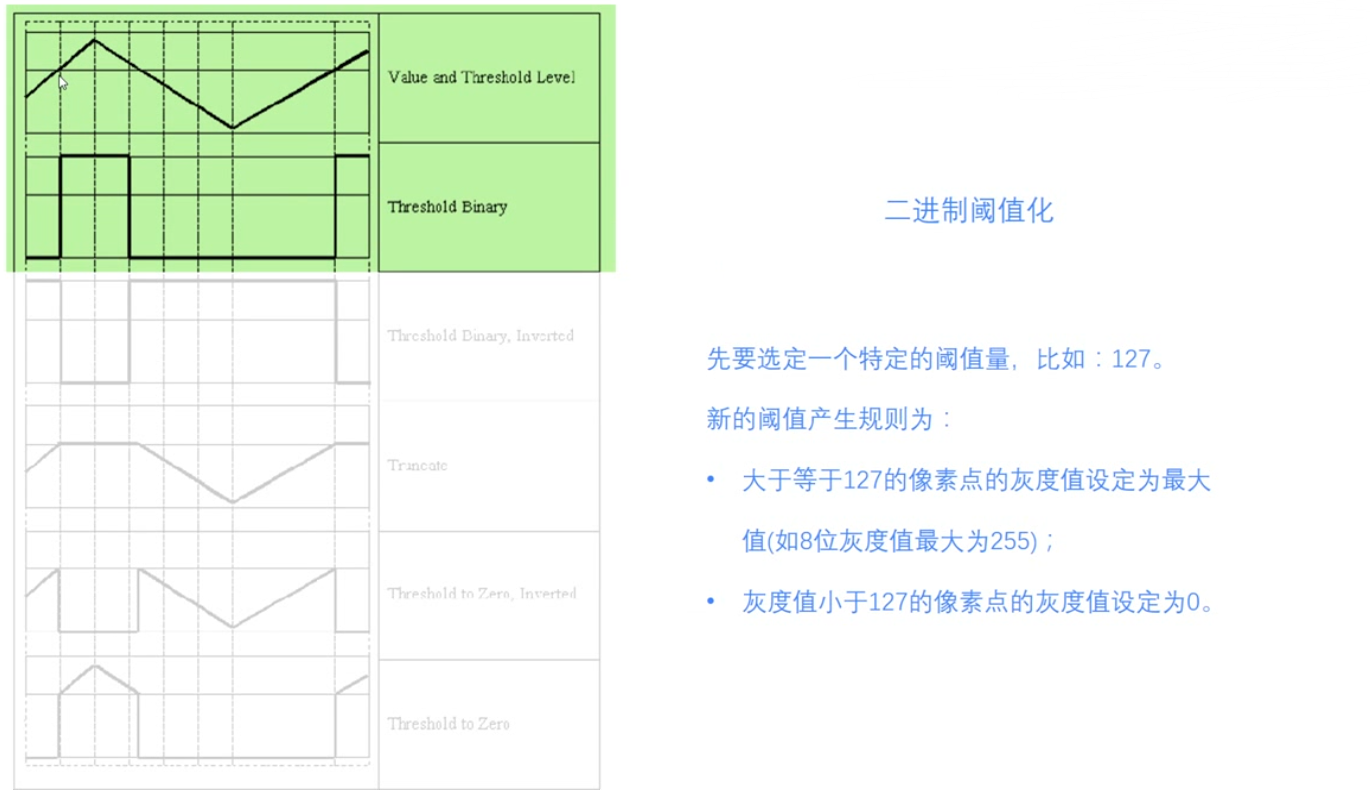 Value and Threshold Level
Threshold Binary
Threshold Binary, Inverted
Truncate
Threshold to Zero, Inverted
Threshold to Zero
二进制阈值化
先要选定一个特定的阈值量，比如：127。
新的阈值产生规则为：
• 大于等于127的像素点的灰度值设定为最大
值(如8位灰度值最大为255)；
• 灰度值小于127的像素点的灰度值设定为0。